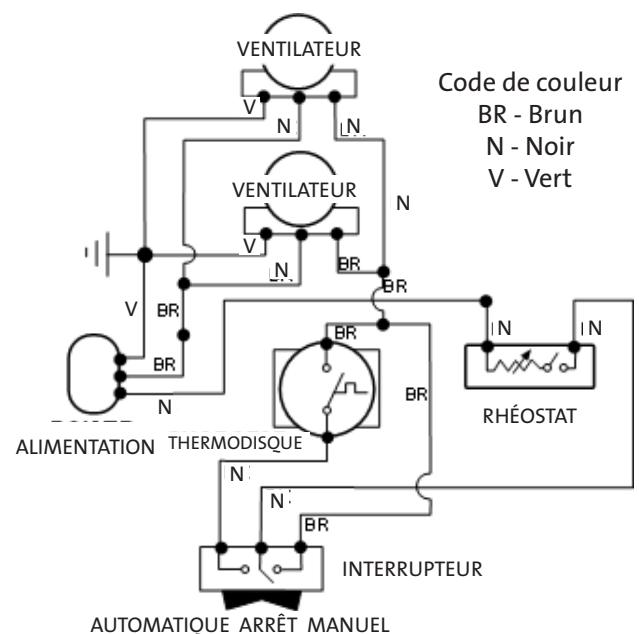 VENTILATEUR
Code de couleur
BR - Brun
N - Noir
V - Vert
V
N
N
VENTILATEUR
N
V
N
BR
BR
V
BR
BR
BR
N
N
N
BR
RHÉOSTAT
ALIMENTATION
THERMODISQUE
N
N
BR
INTERRUPTEUR
AUTOMATIQUE ARRÊT MANUEL